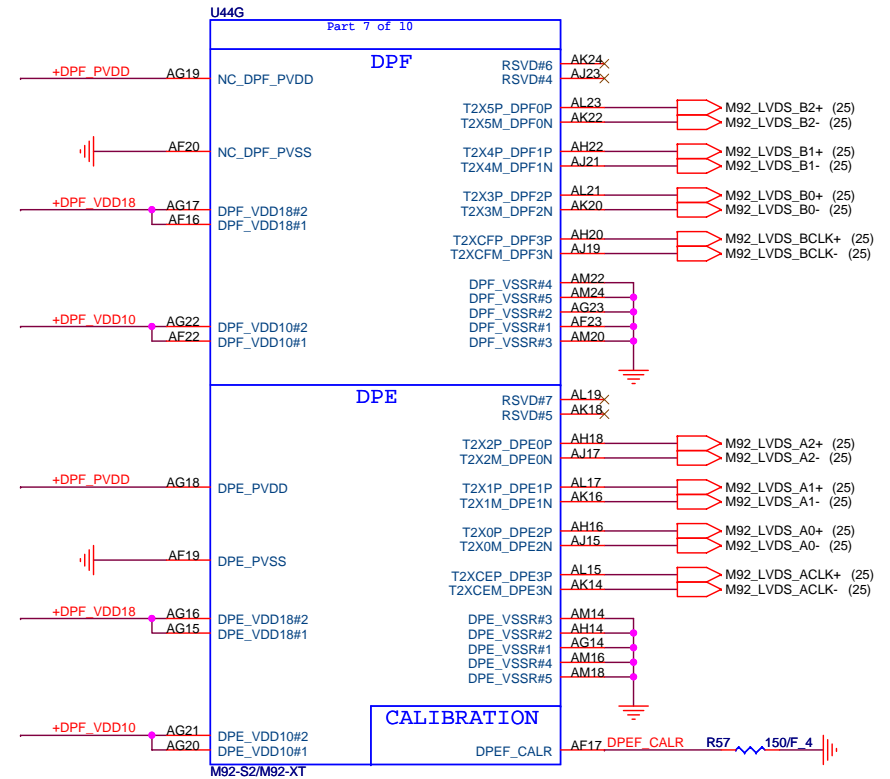 U44G
Part 7 of 10
DPF
AK24 RSVD#6
AJ23 RSVD#4
+DPF_PVDD AG19 NC_DPF_PVDD
T2X5P_DPF0P AL23 M92_LVDS_B2+ (25)
T2X5M_DPF0N AK22 M92_LVDS_B2- (25)
AF20 NC_DPF_PVSS
T2X4P_DPF1P AH22 M92_LVDS_B1+ (25)
T2X4M_DPF1N AJ21 M92_LVDS_B1- (25)
+DPF_VDD18 AG17 DPF_VDD18#2
AF16 DPF_VDD18#1
T2X3P_DPF2P AL21 M92_LVDS_B0+ (25)
T2X3M_DPF2N AK20 M92_LVDS_B0- (25)
T2XCFP_DPF3P AH20 M92_LVDS_BCLK+ (25)
T2XCFM_DPF3N AJ19 M92_LVDS_BCLK- (25)
DPF_VSSR#4 AM22
DPF_VSSR#5 AM24
DPF_VSSR#2 AG23
DPF_VSSR#1 AF23
DPF_VSSR#3 AM20
+DPF_VDD10 AG22 DPF_VDD10#2
AF22 DPF_VDD10#1
DPE
RSVD#7 AL19
RSVD#5 AK18
T2X2P_DPE0P AH18 M92_LVDS_A2+ (25)
T2X2M_DPE0N AJ17 M92_LVDS_A2- (25)
+DPF_PVDD AG18 DPE_PVDD
T2X1P_DPE1P AL17 M92_LVDS_A1+ (25)
T2X1M_DPE1N AK16 M92_LVDS_A1- (25)
T2X0P_DPE2P AH16 M92_LVDS_A0+ (25)
T2X0M_DPE2N AJ15 M92_LVDS_A0- (25)
AF19 DPE_PVSS
T2XCEP_DPE3P AL15 M92_LVDS_ACLK+ (25)
T2XCEM_DPE3N AK14 M92_LVDS_ACLK- (25)
+DPF_VDD18 AG16 DPE_VDD18#2
AG15 DPE_VDD18#1
DPE_VSSR#3 AM14
DPE_VSSR#2 AH14
DPE_VSSR#1 AG14
DPE_VSSR#4 AM16
DPE_VSSR#5 AM18
CALIBRATION
+DPF_VDD10 AG21 DPE_VDD10#2
AG20 DPE_VDD10#1
DPEF_CALR AF17 DPEF_CALR R57 150/F_4
M92-S2/M92-XT